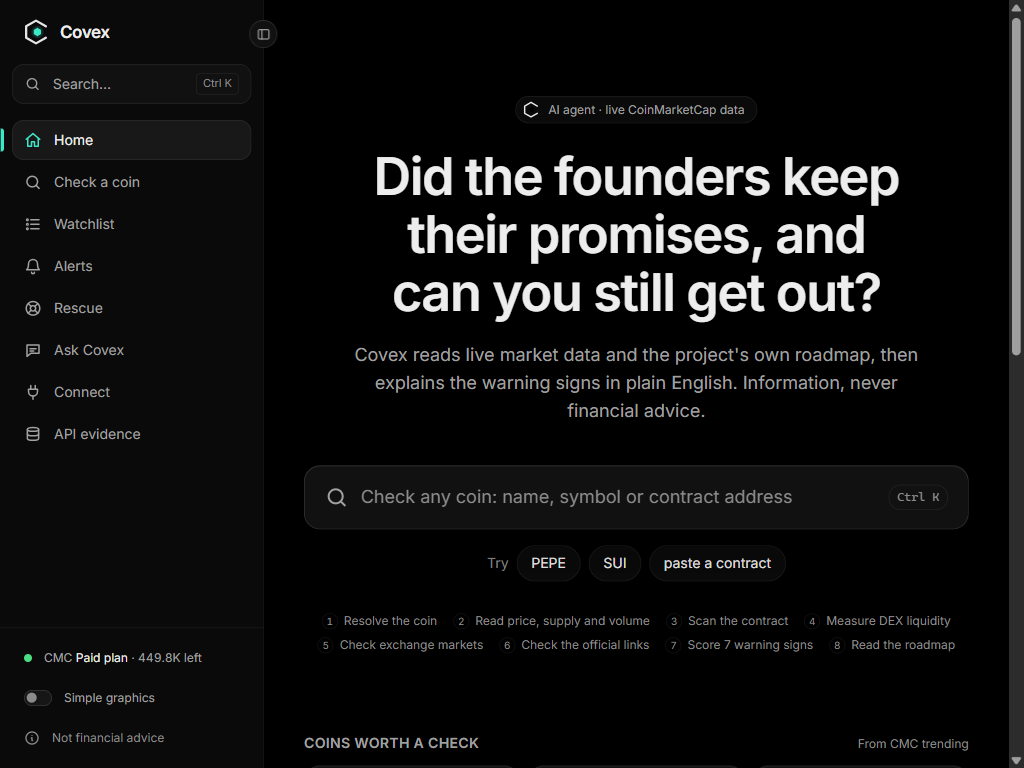 Covex
Search...
Ctrl K
Home
Check a coin
Watchlist
Alerts
Rescue
Ask Covex
Connect
API evidence
CMC Paid plan · 449.8K left
Simple graphics
Not financial advice
AI agent · live CoinMarketCap data
Did the founders keep
their promises, and
can you still get out?
Covex reads live market data and the project's own roadmap, then
explains the warning signs in plain English. Information, never
financial advice.
Check any coin: name, symbol or contract address
Ctrl K
Try PEPE SUI paste a contract
1 Resolve the coin 2 Read price, supply and volume 3 Scan the contract 4 Measure DEX liquidity
5 Check exchange markets 6 Check the official links 7 Score 7 warning signs 8 Read the roadmap
COINS WORTH A CHECK
From CMC trending